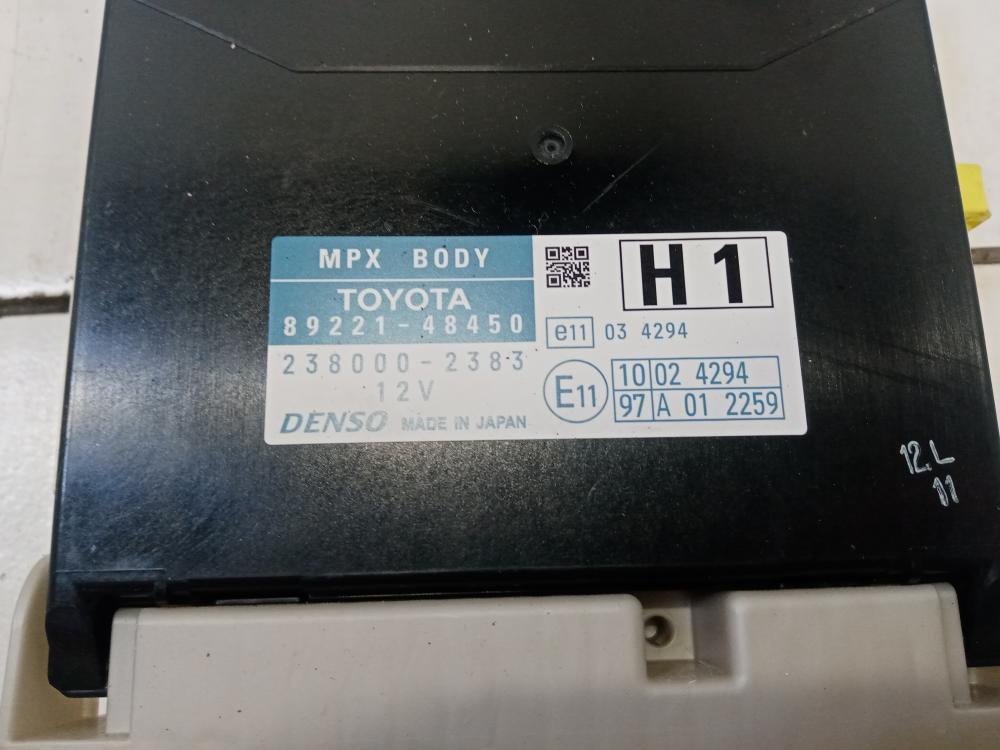 MPX BODY
TOYOTA
89221-48450
238000-2383
12V
DENSO MADE IN JAPAN
H1
e11 03 4294
E11
10 02 4294
97 A 01 2259
12.L
11